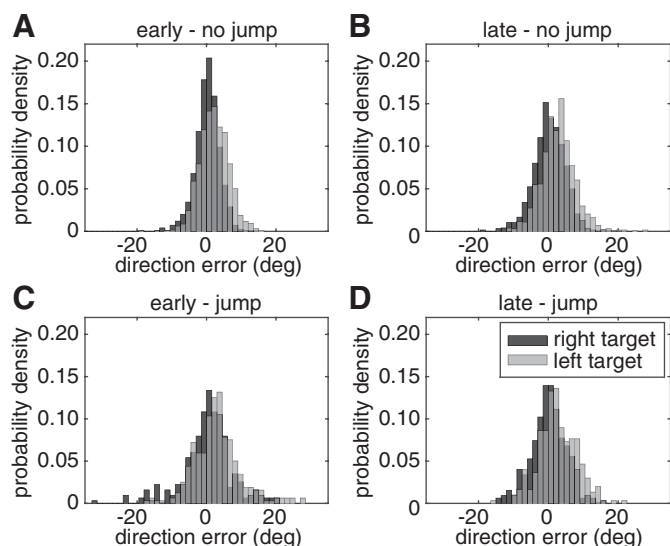 A
early - no jump
probability density
0.20
0.15
0.10
0.05
0
-20
0
20
direction error (deg)
B
late - no jump
probability density
0.20
0.15
0.10
0.05
0
-20
0
20
direction error (deg)
C
early - jump
probability density
0.20
0.15
0.10
0.05
0
-20
0
20
direction error (deg)
D
late - jump
probability density
0.20
0.15
0.10
0.05
0
-20
0
20
direction error (deg)
right target
left target